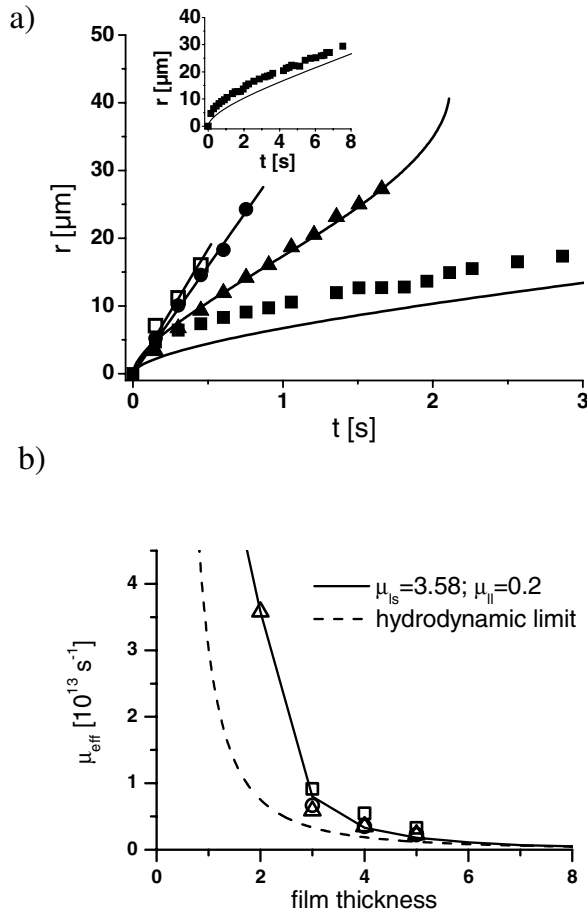 a)
40
30
20
10
0
r [μm]
0 2 4 6 8
t [s]
50
40
30
20
10
0
r [μm]
0 1 2 3
t [s]
b)
4
3
2
1
0
μeff [10^13 s^-1]
μls=3.58; μll=0.2
hydrodynamic limit
0 2 4 6 8
film thickness